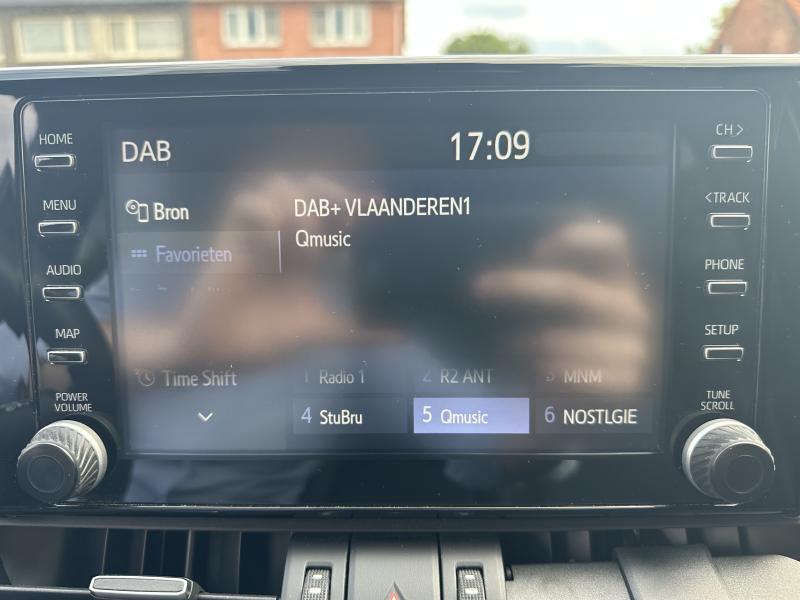 HOME
MENU
AUDIO
MAP
POWER
VOLUME
DAB
17:09
Bron
Favorieten
Time Shift
DAB+ VLAANDEREN1
Qmusic
1 Radio 1
2 R2 ANT
3 MNM
4 StuBru
5 Qmusic
6 NOSTLGIE
CH >
< TRACK
PHONE
SETUP
TUNE
SCROLL